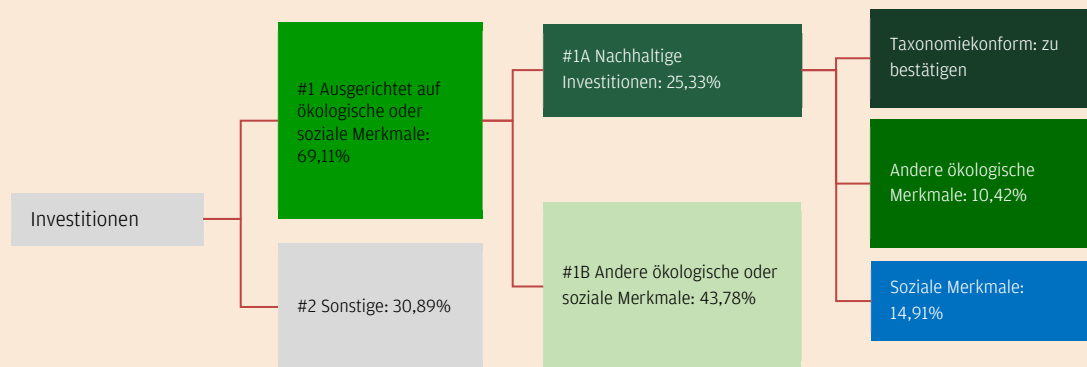 Investitionen
#1 Ausgerichtet auf
ökologische oder
soziale Merkmale:
69,11%
#2 Sonstige: 30,89%
#1A Nachhaltige
Investitionen: 25,33%
#1B Andere ökologische oder
soziale Merkmale: 43,78%
Taxonomiekonform: zu
bestätigen
Andere ökologische
Merkmale: 10,42%
Soziale Merkmale:
14,91%